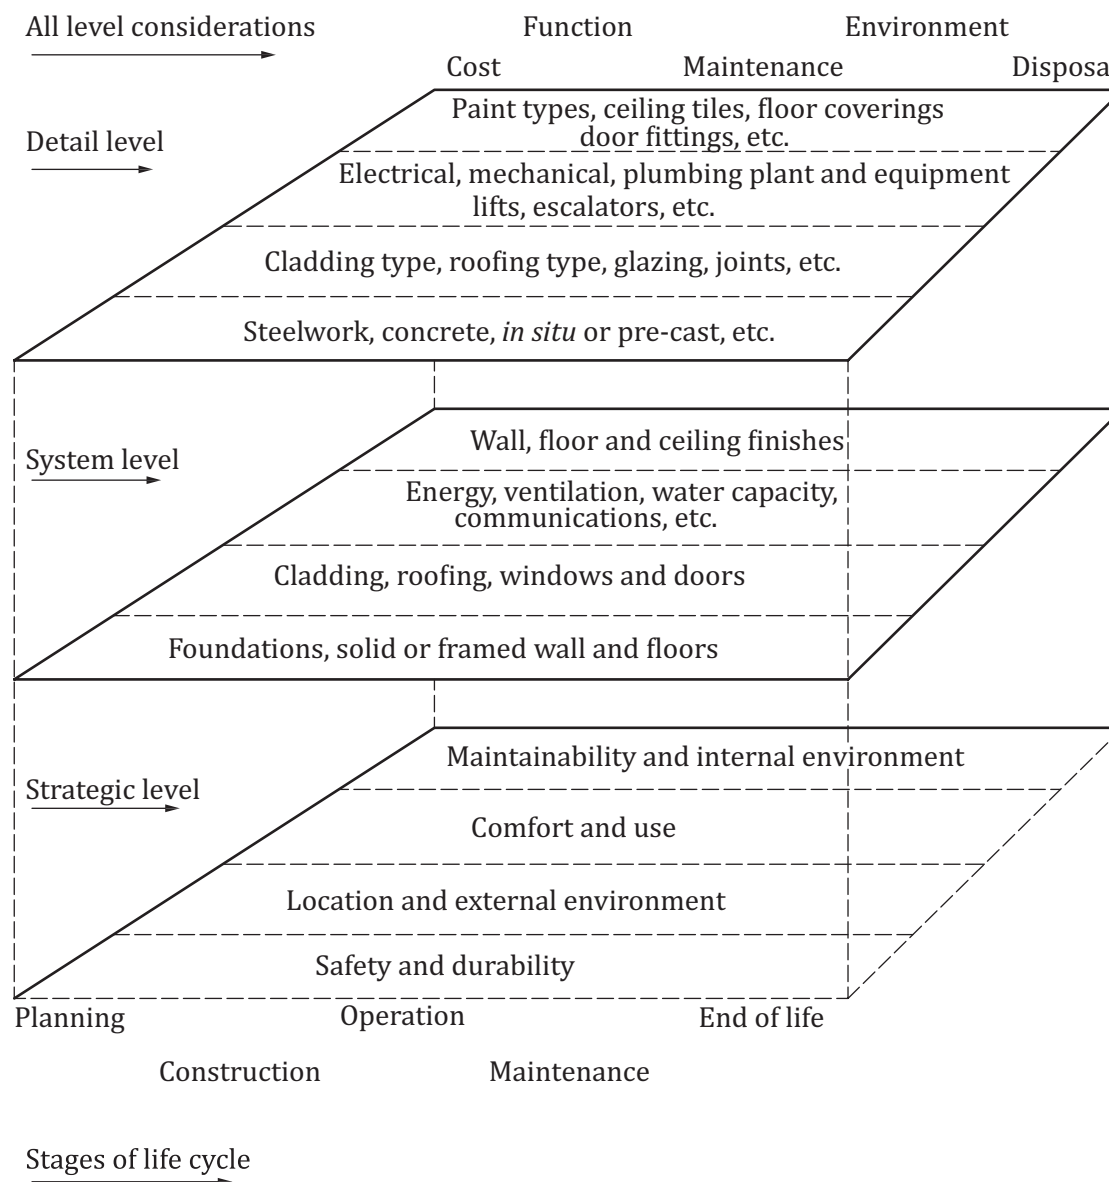 All level considerations
Function
Environment
Cost
Maintenance
Disposa
Detail level
Paint types, ceiling tiles, floor coverings
door fittings, etc.
Electrical, mechanical, plumbing plant and equipment
lifts, escalators, etc.
Cladding type, roofing type, glazing, joints, etc.
Steelwork, concrete, in situ or pre-cast, etc.
System level
Wall, floor and ceiling finishes
Energy, ventilation, water capacity,
communications, etc.
Cladding, roofing, windows and doors
Foundations, solid or framed wall and floors
Strategic level
Maintainability and internal environment
Comfort and use
Location and external environment
Safety and durability
Planning
Operation
End of life
Construction
Maintenance
Stages of life cycle